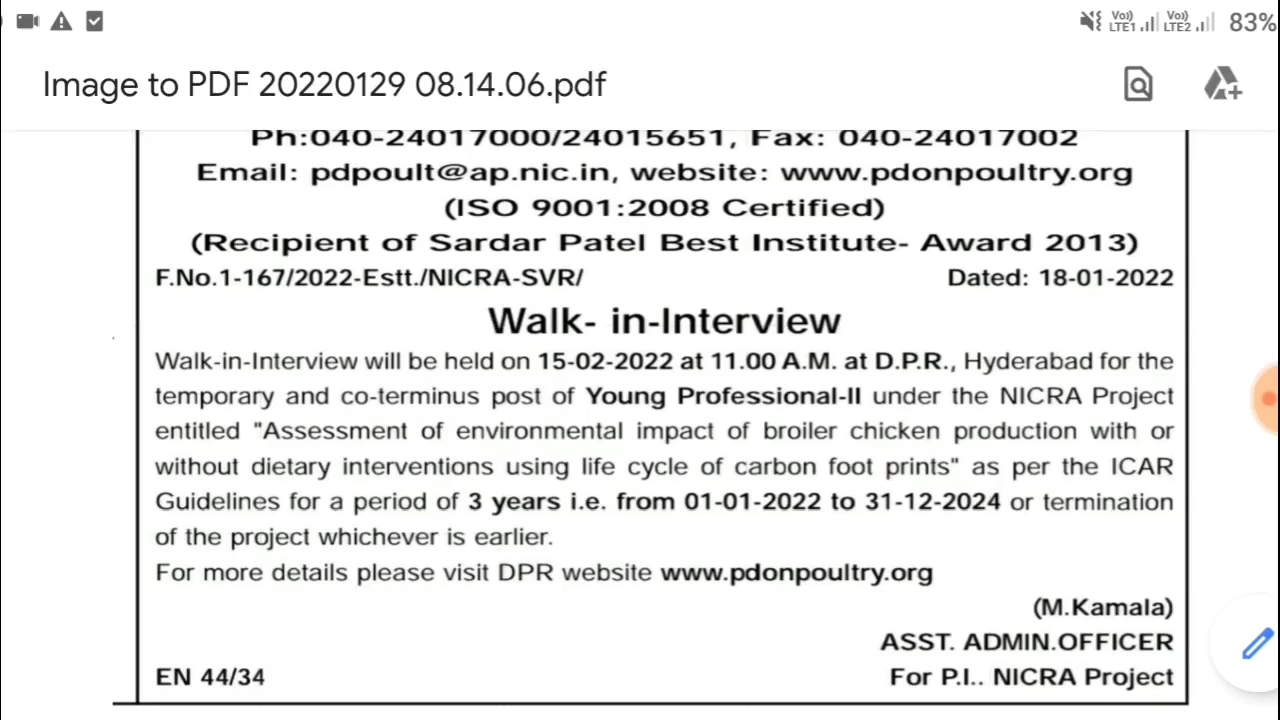 Vo) LTE1 Vo) LTE2 83%
Image to PDF 20220129 08.14.06.pdf
Ph:040-24017000/24015651, Fax: 040-24017002
Email: pdpoult@ap.nic.in, website: www.pdonpoultry.org
(ISO 9001:2008 Certified)
(Recipient of Sardar Patel Best Institute- Award 2013)
F.No.1-167/2022-Estt./NICRA-SVR/ Dated: 18-01-2022
Walk- in-Interview
Walk-in-Interview will be held on 15-02-2022 at 11.00 A.M. at D.P.R., Hyderabad for the
temporary and co-terminus post of Young Professional-II under the NICRA Project
entitled "Assessment of environmental impact of broiler chicken production with or
without dietary interventions using life cycle of carbon foot prints" as per the ICAR
Guidelines for a period of 3 years i.e. from 01-01-2022 to 31-12-2024 or termination
of the project whichever is earlier.
For more details please visit DPR website www.pdonpoultry.org
(M.Kamala)
ASST. ADMIN.OFFICER
EN 44/34 For P.I.. NICRA Project